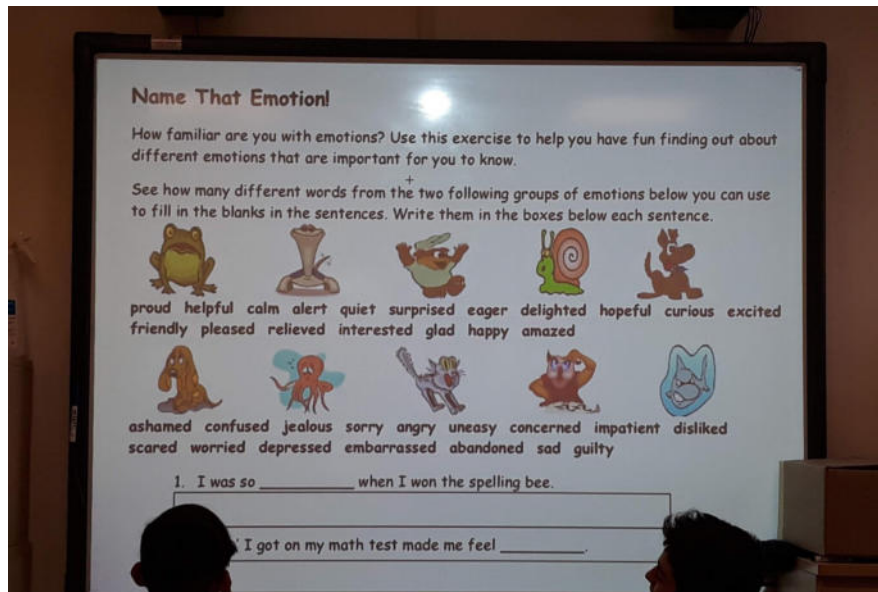 Name That Emotion!
How familiar are you with emotions? Use this exercise to help you have fun finding out about
different emotions that are important for you to know.
See how many different words from the two following groups of emotions below you can use
to fill in the blanks in the sentences. Write them in the boxes below each sentence.
proud helpful calm alert quiet surprised eager delighted hopeful curious excited
friendly pleased relieved interested glad happy amazed
ashamed confused jealous sorry angry uneasy concerned impatient disliked
scared worried depressed embarrassed abandoned sad guilty
1. I was so __________ when I won the spelling bee.
I got on my math test made me feel _________.